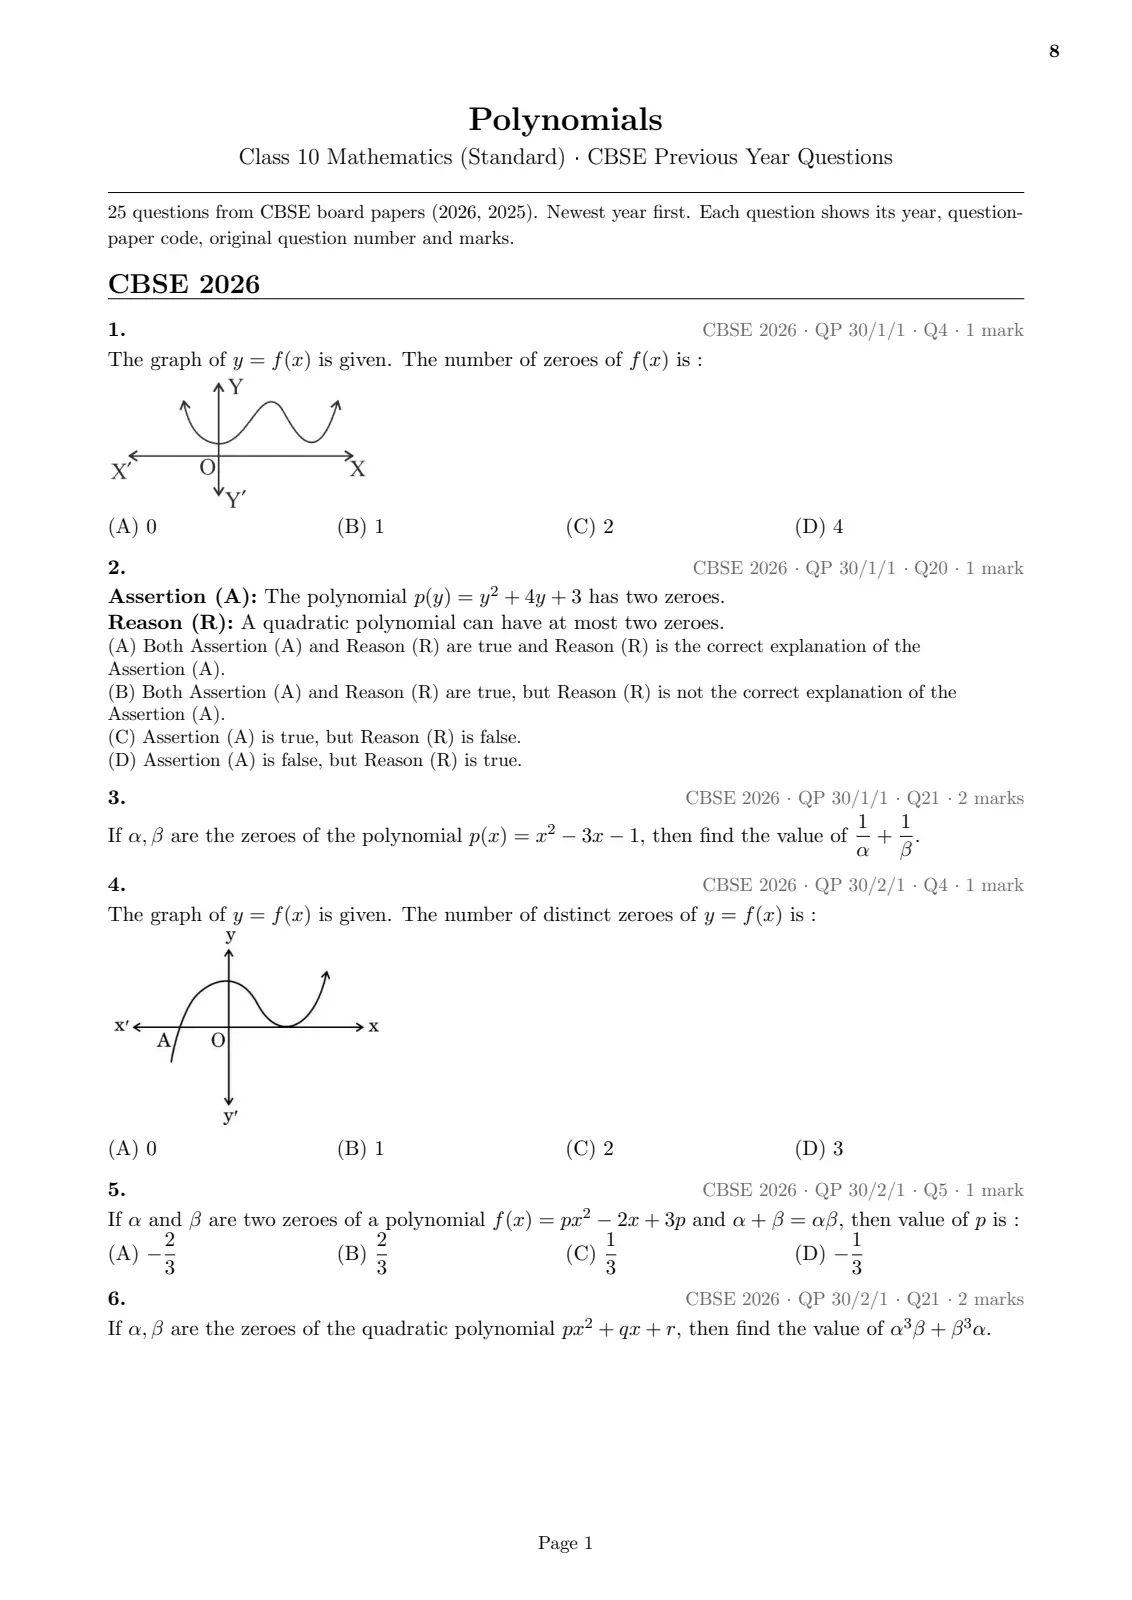 8
Polynomials
Class 10 Mathematics (Standard) · CBSE Previous Year Questions
25 questions from CBSE board papers (2026, 2025). Newest year first. Each question shows its year, question-
paper code, original question number and marks.
CBSE 2026
1. CBSE 2026 · QP 30/1/1 · Q4 · 1 mark
The graph of y = f(x) is given. The number of zeroes of f(x) is :
Y
X′ O X
Y′
(A) 0 (B) 1 (C) 2 (D) 4
2. CBSE 2026 · QP 30/1/1 · Q20 · 1 mark
Assertion (A): The polynomial p(y) = y² + 4y + 3 has two zeroes.
Reason (R): A quadratic polynomial can have at most two zeroes.
(A) Both Assertion (A) and Reason (R) are true and Reason (R) is the correct explanation of the
Assertion (A).
(B) Both Assertion (A) and Reason (R) are true, but Reason (R) is not the correct explanation of the
Assertion (A).
(C) Assertion (A) is true, but Reason (R) is false.
(D) Assertion (A) is false, but Reason (R) is true.
3. CBSE 2026 · QP 30/1/1 · Q21 · 2 marks
If α, β are the zeroes of the polynomial p(x) = x² − 3x − 1, then find the value of 1/α + 1/β.
4. CBSE 2026 · QP 30/2/1 · Q4 · 1 mark
The graph of y = f(x) is given. The number of distinct zeroes of y = f(x) is :
y
x′ x
A O
y′
(A) 0 (B) 1 (C) 2 (D) 3
5. CBSE 2026 · QP 30/2/1 · Q5 · 1 mark
If α and β are two zeroes of a polynomial f(x) = px² − 2x + 3p and α + β = αβ, then value of p is :
(A) −2/3 (B) 2/3 (C) 1/3 (D) −1/3
6. CBSE 2026 · QP 30/2/1 · Q21 · 2 marks
If α, β are the zeroes of the quadratic polynomial px² + qx + r, then find the value of α³β + β³α.
Page 1